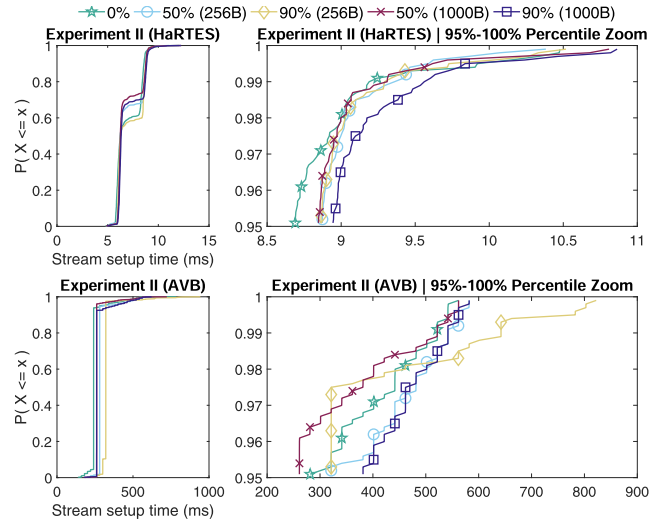 0% 50% (256B) 90% (256B) 50% (1000B) 90% (1000B)
Experiment II (HaRTES)
P( X <= x )
1
0.8
0.6
0.4
0.2
0
0 5 10 15
Stream setup time (ms)
Experiment II (HaRTES) | 95%-100% Percentile Zoom
1
0.99
0.98
0.97
0.96
0.95
8.5 9 9.5 10 10.5 11
Experiment II (AVB)
P( X <= x )
1
0.8
0.6
0.4
0.2
0
0 500 1000
Stream setup time (ms)
Experiment II (AVB) | 95%-100% Percentile Zoom
1
0.99
0.98
0.97
0.96
0.95
200 300 400 500 600 700 800 900